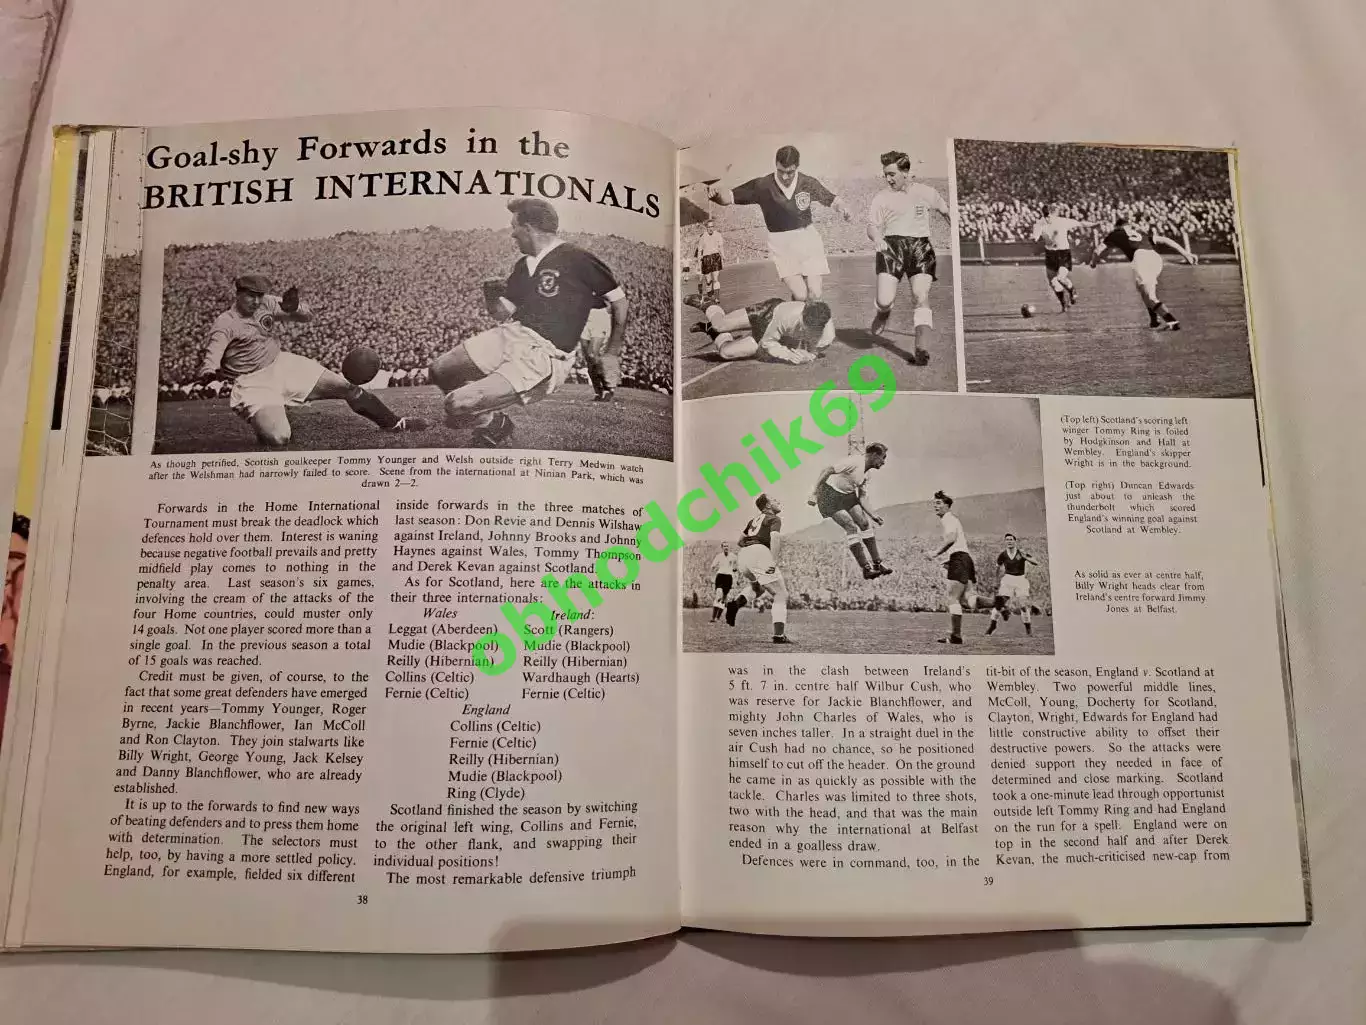 Goal-shy Forwards in the
BRITISH INTERNATIONALS
As though petrified, Scottish goalkeeper Tommy Younger and Welsh outside right Terry Medwin watch
after the Welshman had narrowly failed to score. Scene from the international at Ninian Park, which was
drawn 2—2.
Forwards in the Home International
Tournament must break the deadlock which
defences hold over them. Interest is waning
because negative football prevails and pretty
midfield play comes to nothing in the
penalty area. Last season's six games,
involving the cream of the attacks of the
four Home countries, could muster only
14 goals. Not one player scored more than a
single goal. In the previous season a total
of 15 goals was reached.
Credit must be given, of course, to the
fact that some great defenders have emerged
in recent years—Tommy Younger, Roger
Byrne, Jackie Blanchflower, Ian McColl
and Ron Clayton. They join stalwarts like
Billy Wright, George Young, Jack Kelsey
and Danny Blanchflower, who are already
established.
It is up to the forwards to find new ways
of beating defenders and to press them home
with determination. The selectors must
help, too, by having a more settled policy.
England, for example, fielded six different
inside forwards in the three matches of
last season: Don Revie and Dennis Wilshaw
against Ireland, Johnny Brooks and Johnny
Haynes against Wales, Tommy Thompson
and Derek Kevan against Scotland.
As for Scotland, here are the attacks in
their three internationals:
Wales Ireland:
Leggat (Aberdeen) Scott (Rangers)
Mudie (Blackpool) Mudie (Blackpool)
Reilly (Hibernian) Reilly (Hibernian)
Collins (Celtic) Wardhaugh (Hearts)
Fernie (Celtic) Fernie (Celtic)
England
Collins (Celtic)
Fernie (Celtic)
Reilly (Hibernian)
Mudie (Blackpool)
Ring (Clyde)
Scotland finished the season by switching
the original left wing, Collins and Fernie,
to the other flank, and swapping their
individual positions!
The most remarkable defensive triumph
38
(Top left) Scotland's scoring left
winger Tommy Ring is foiled
by Hodgkinson and Hall at
Wembley. England's skipper
Wright is in the background.
(Top right) Duncan Edwards
just about to unleash the
thunderbolt which scored
England's winning goal against
Scotland at Wembley.
As solid as ever at centre half,
Billy Wright heads clear from
Ireland's centre forward Jimmy
Jones at Belfast.
was in the clash between Ireland's
5 ft. 7 in. centre half Wilbur Cush, who
was reserve for Jackie Blanchflower, and
mighty John Charles of Wales, who is
seven inches taller. In a straight duel in the
air Cush had no chance, so he positioned
himself to cut off the header. On the ground
he came in as quickly as possible with the
tackle. Charles was limited to three shots,
two with the head, and that was the main
reason why the international at Belfast
ended in a goalless draw.
Defences were in command, too, in the
tit-bit of the season, England v. Scotland at
Wembley. Two powerful middle lines,
McColl, Young, Docherty for Scotland,
Clayton, Wright, Edwards for England had
little constructive ability to offset their
destructive powers. So the attacks were
denied support they needed in face of
determined and close marking. Scotland
took a one-minute lead through opportunist
outside left Tommy Ring and had England
on the run for a spell. England were on
top in the second half and after Derek
Kevan, the much-criticised new-cap from
39
obhodchik69